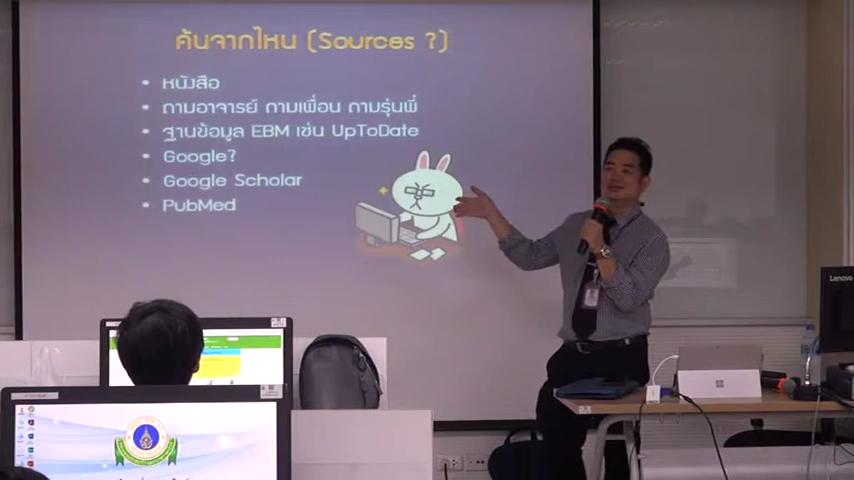 ค้นจากไหน (Sources ?)
• หนังสือ
• ถามอาจารย์ ถามเพื่อน ถามรุ่นพี่
• ฐานข้อมูล EBM เช่น UpToDate
• Google?
• Google Scholar
• PubMed
Lenovo